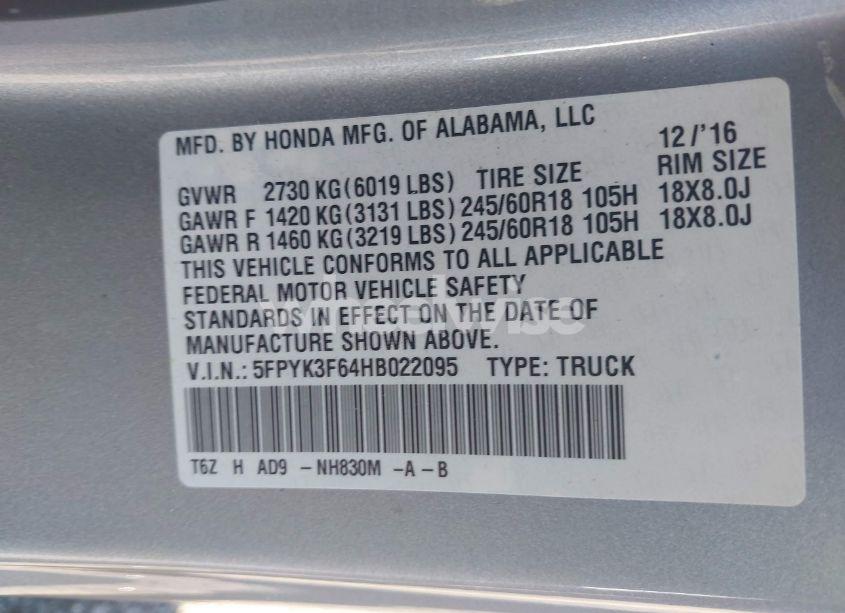 MFD. BY HONDA MFG. OF ALABAMA, LLC 12/'16
GVWR 2730 KG(6019 LBS) TIRE SIZE RIM SIZE
GAWR F 1420 KG(3131 LBS) 245/60R18 105H 18X8.0J
GAWR R 1460 KG(3219 LBS) 245/60R18 105H 18X8.0J
THIS VEHICLE CONFORMS TO ALL APPLICABLE
FEDERAL MOTOR VEHICLE SAFETY
STANDARDS IN EFFECT ON THE DATE OF
MANUFACTURE SHOWN ABOVE.
V.I.N.: 5FPYK3F64HB022095 TYPE: TRUCK
T6Z H AD9 -NH830M -A -B